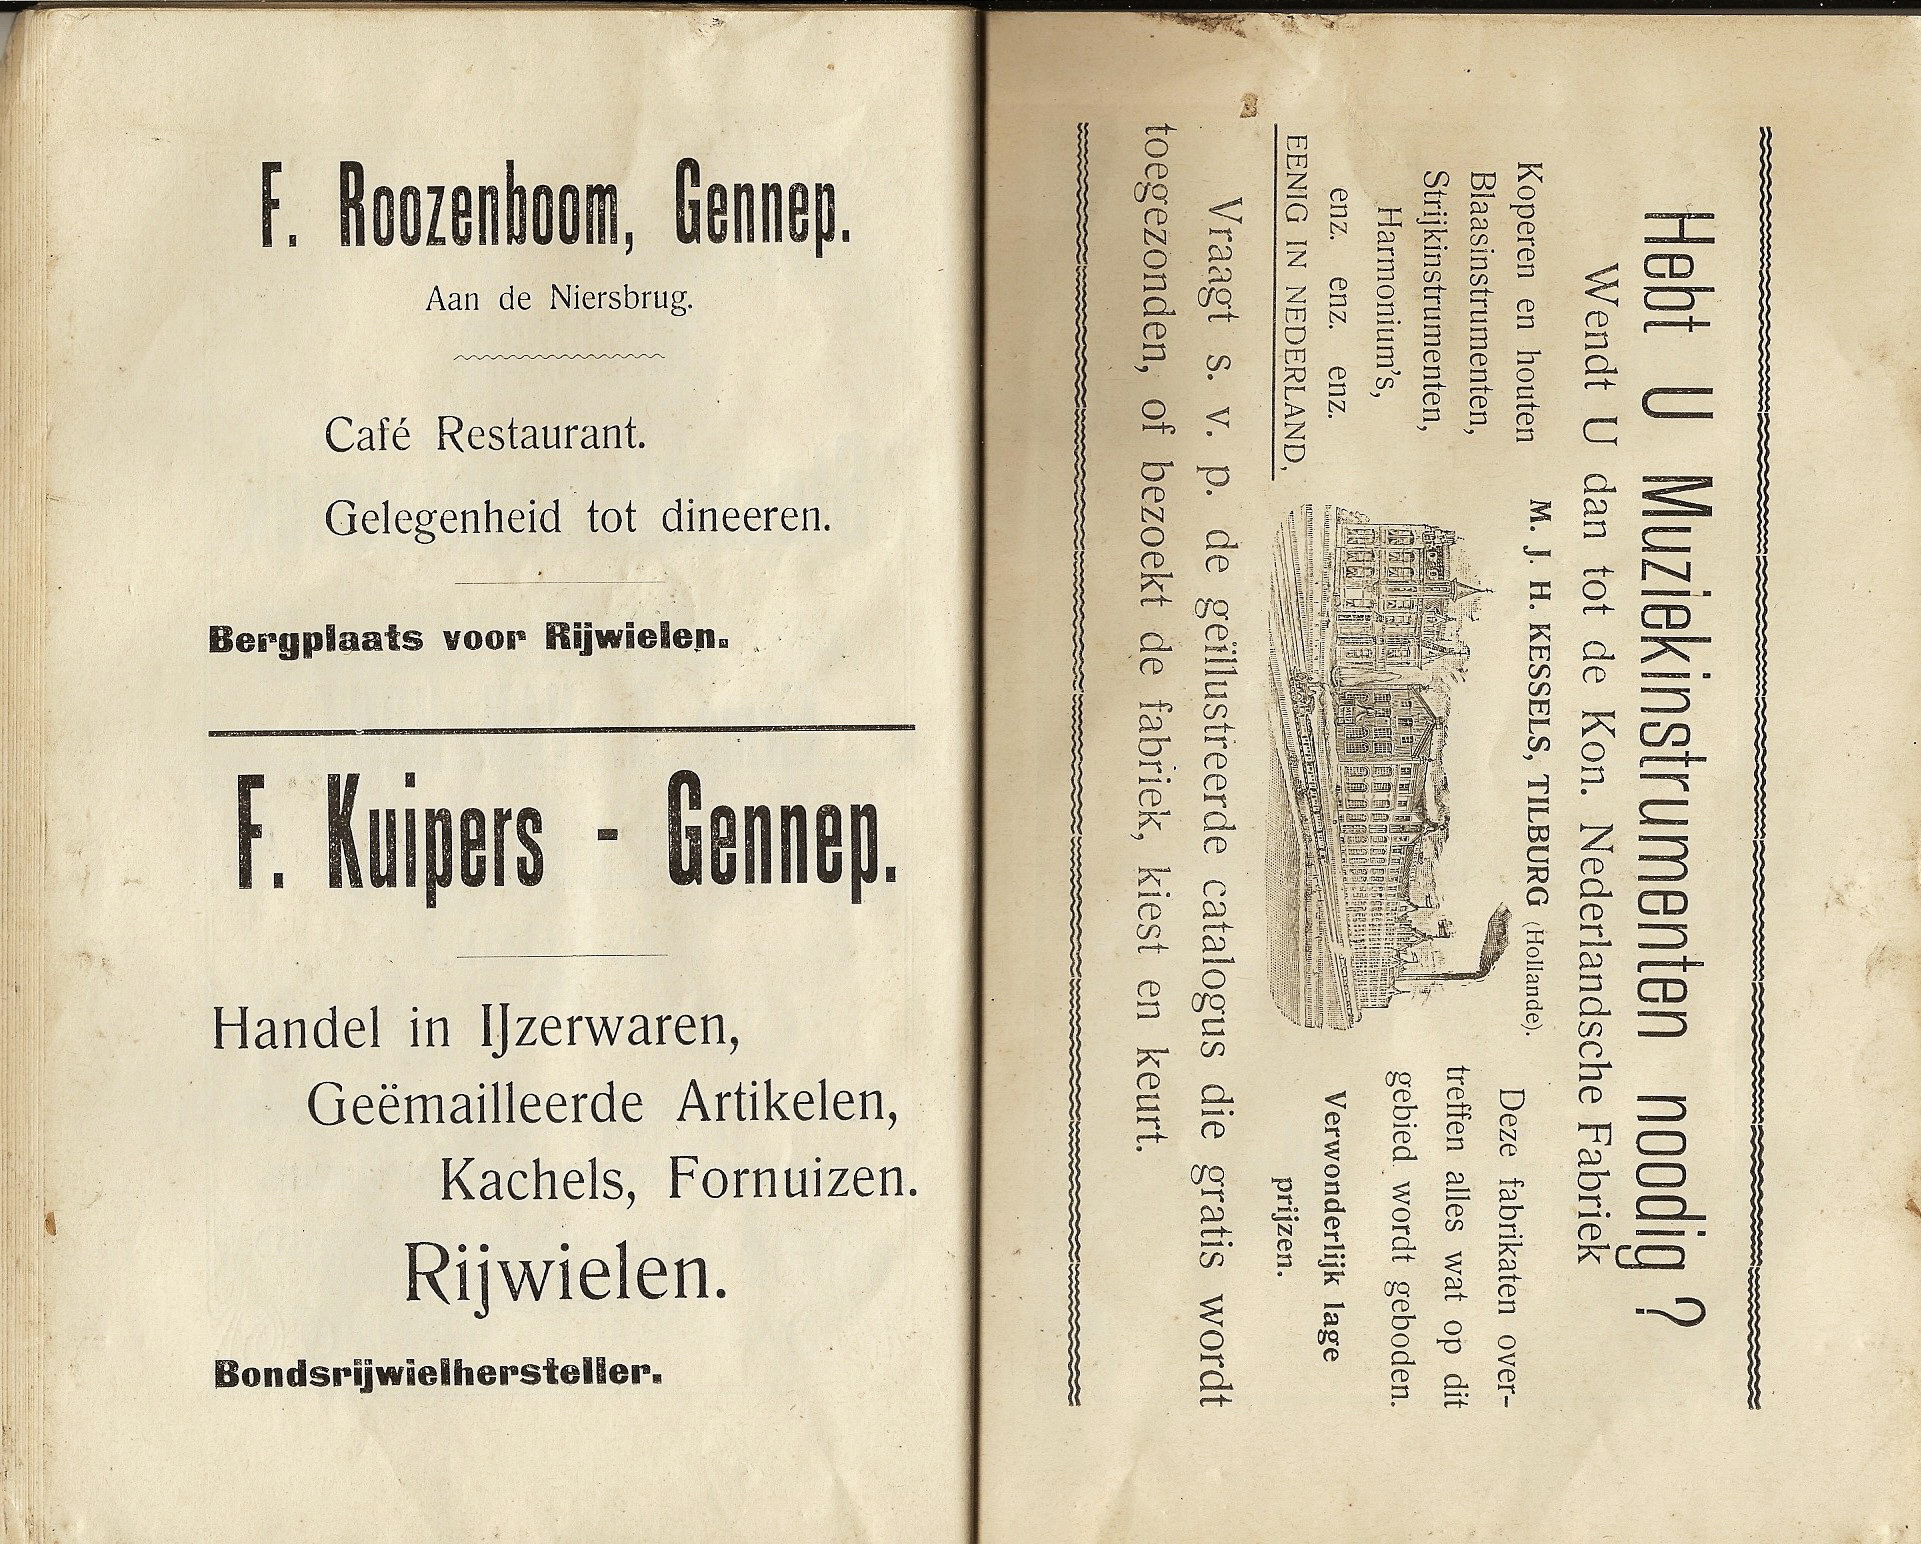 F. Roozenboom, Gennep.
Aan de Niersbrug.
Café Restaurant.
Gelegenheid tot dineeren.
Bergplaats voor Rijwielen.
F. Kuipers - Gennep.
Handel in IJzerwaren,
Geëmailleerde Artikelen,
Kachels, Fornuizen.
Rijwielen.
Bondsrijwielhersteller.
Hebt U Muziekinstrumenten noodig ?
Wendt U dan tot de Kon. Nederlandsche Fabriek
M. J. H. KESSELS, TILBURG (Hollande).
Koperen en houten
Blaasinstrumenten,
Strijkinstrumenten,
Harmonium's,
enz. enz. enz.
EENIG IN NEDERLAND,
Deze fabrikaten over-
treffen alles wat op dit
gebied wordt geboden.
Verwonderlijk lage
prijzen.
Vraagt s. v. p. de geïllustreerde catalogus die gratis wordt
toegezonden, of bezoekt de fabriek, kiest en keurt.